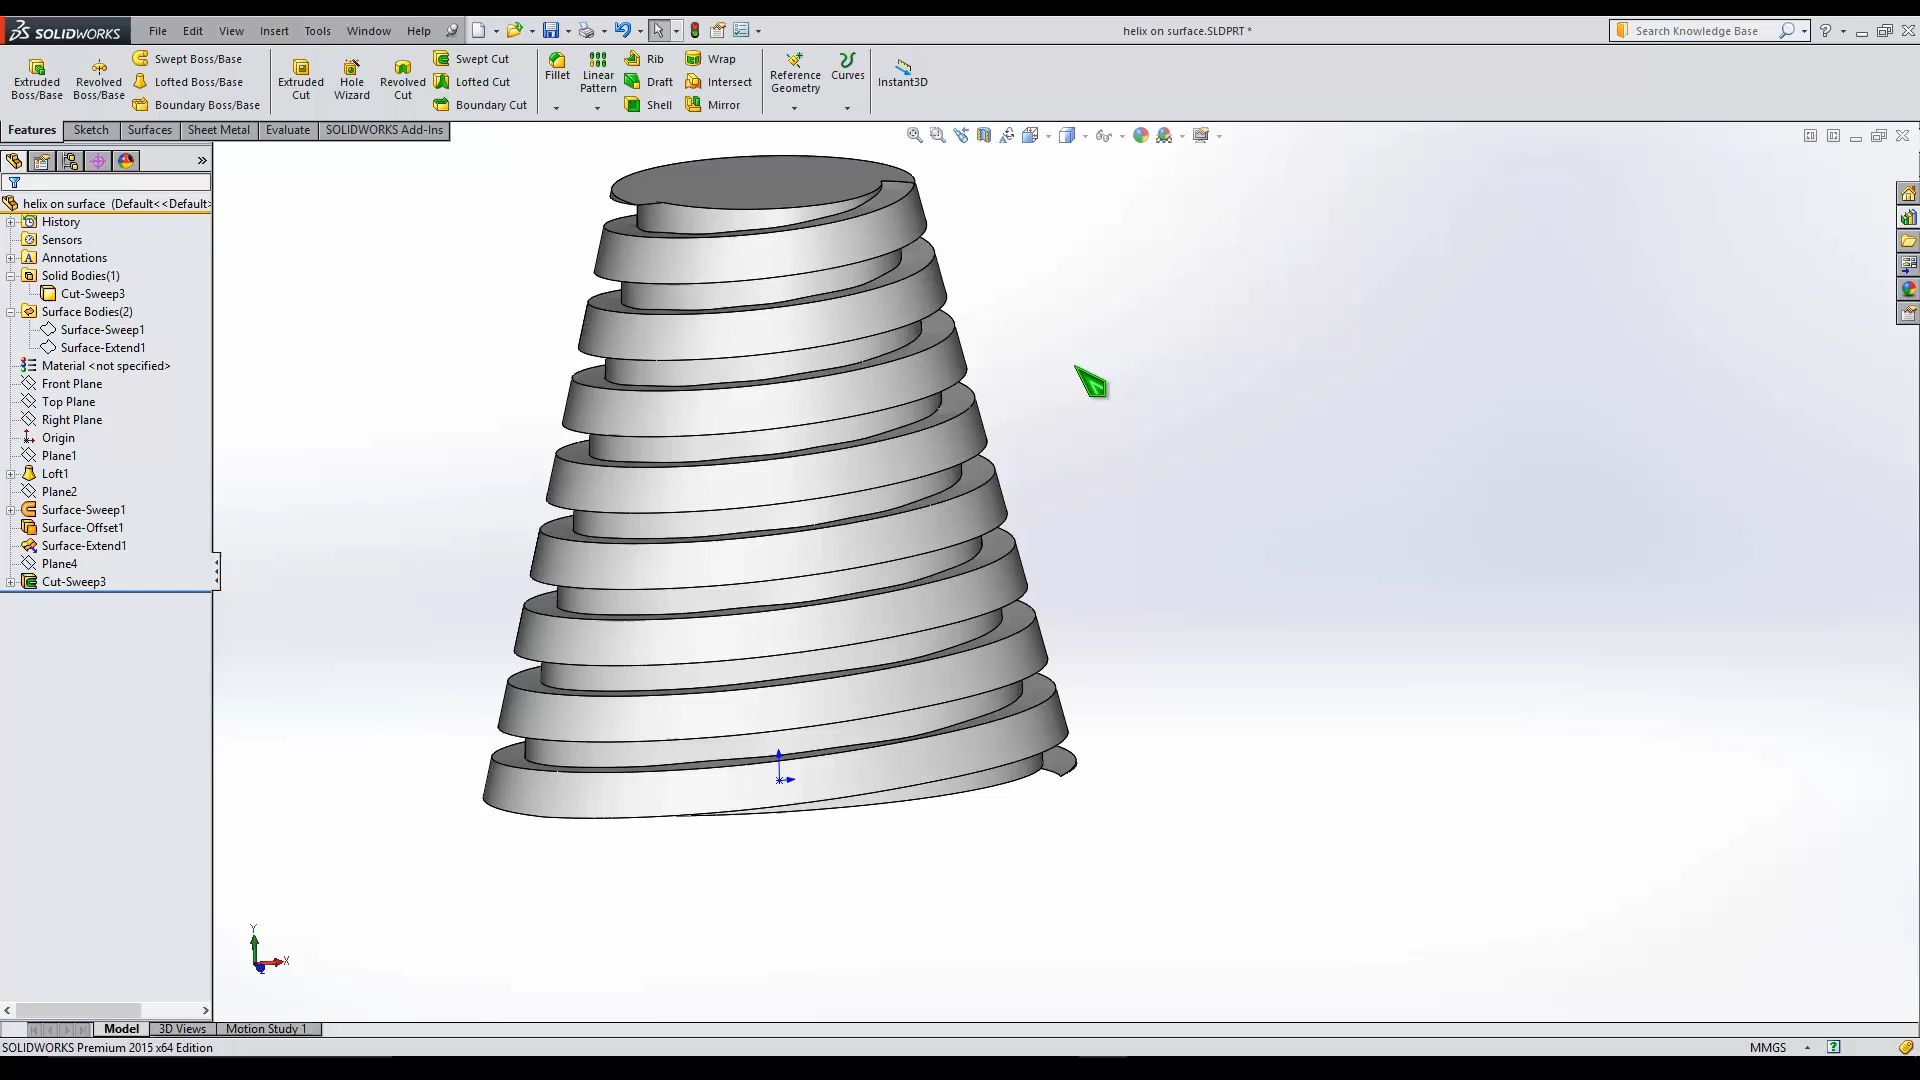 SOLIDWORKS
File Edit View Insert Tools Window Help
helix on surface.SLDPRT *
Search Knowledge Base
Extruded Boss/Base
Revolved Boss/Base
Swept Boss/Base
Lofted Boss/Base
Boundary Boss/Base
Extruded Cut
Hole Wizard
Revolved Cut
Swept Cut
Lofted Cut
Boundary Cut
Fillet
Linear Pattern
Rib
Draft
Shell
Wrap
Intersect
Mirror
Reference Geometry
Curves
Instant3D
Features Sketch Surfaces Sheet Metal Evaluate SOLIDWORKS Add-Ins
helix on surface (Default<<Default>
History
Sensors
Annotations
Solid Bodies(1)
Cut-Sweep3
Surface Bodies(2)
Surface-Sweep1
Surface-Extend1
Material <not specified>
Front Plane
Top Plane
Right Plane
Origin
Plane1
Loft1
Plane2
Surface-Sweep1
Surface-Offset1
Surface-Extend1
Plane4
Cut-Sweep3
Y
X
Model 3D Views Motion Study 1
SOLIDWORKS Premium 2015 x64 Edition
MMGS